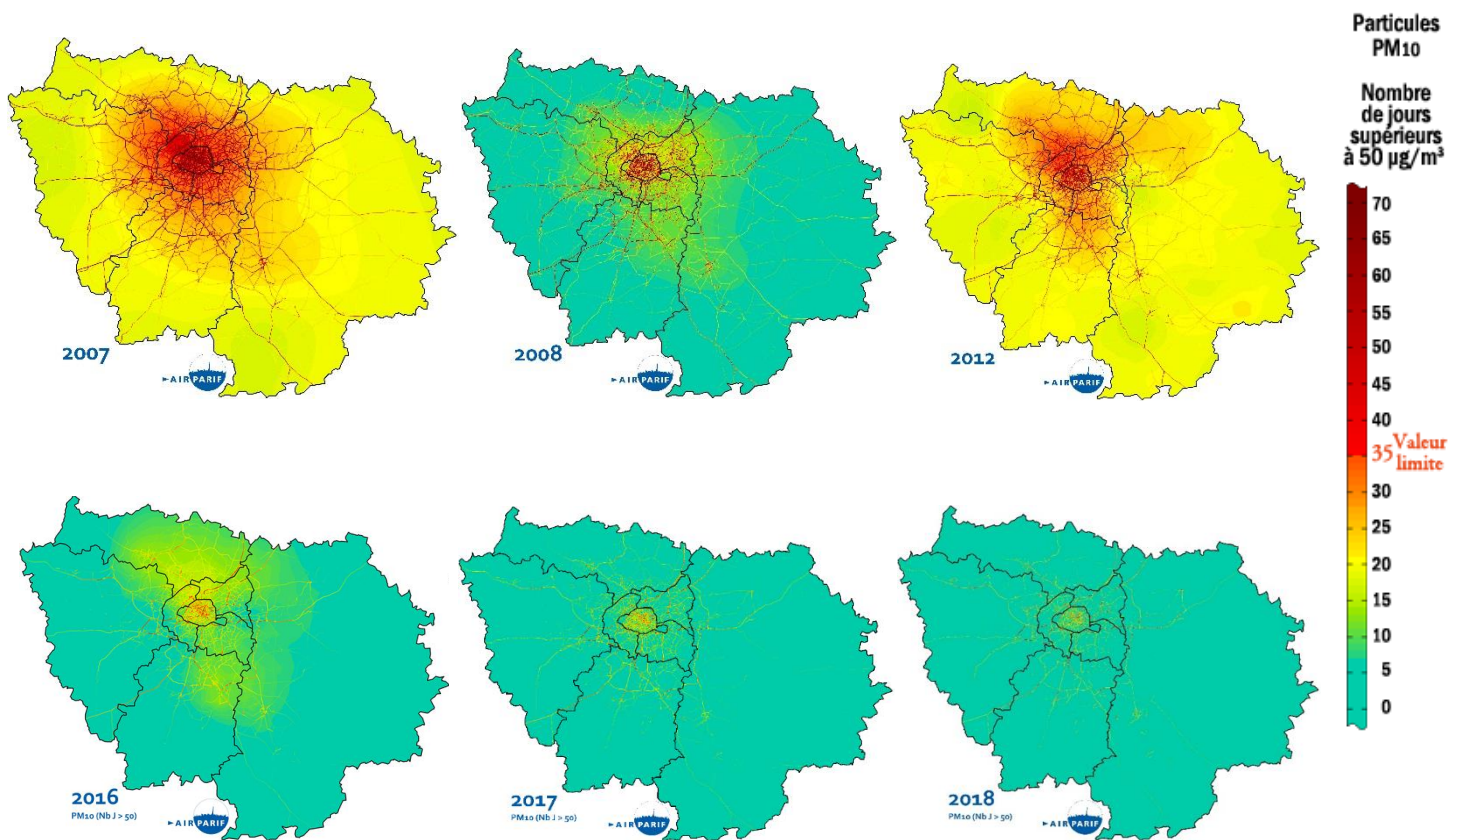 Particules
PM10
Nombre
de jours
supérieurs
à 50 µg/m³
70
65
60
55
50
45
40
35 Valeur
limite
30
25
20
15
10
5
0
2007
AIRPARIF
2008
AIRPARIF
2012
AIRPARIF
2016
PM10 (Nb J > 50)
AIRPARIF
2017
PM10 (Nb J > 50)
AIRPARIF
2018
PM10 (Nb J > 50)
AIRPARIF